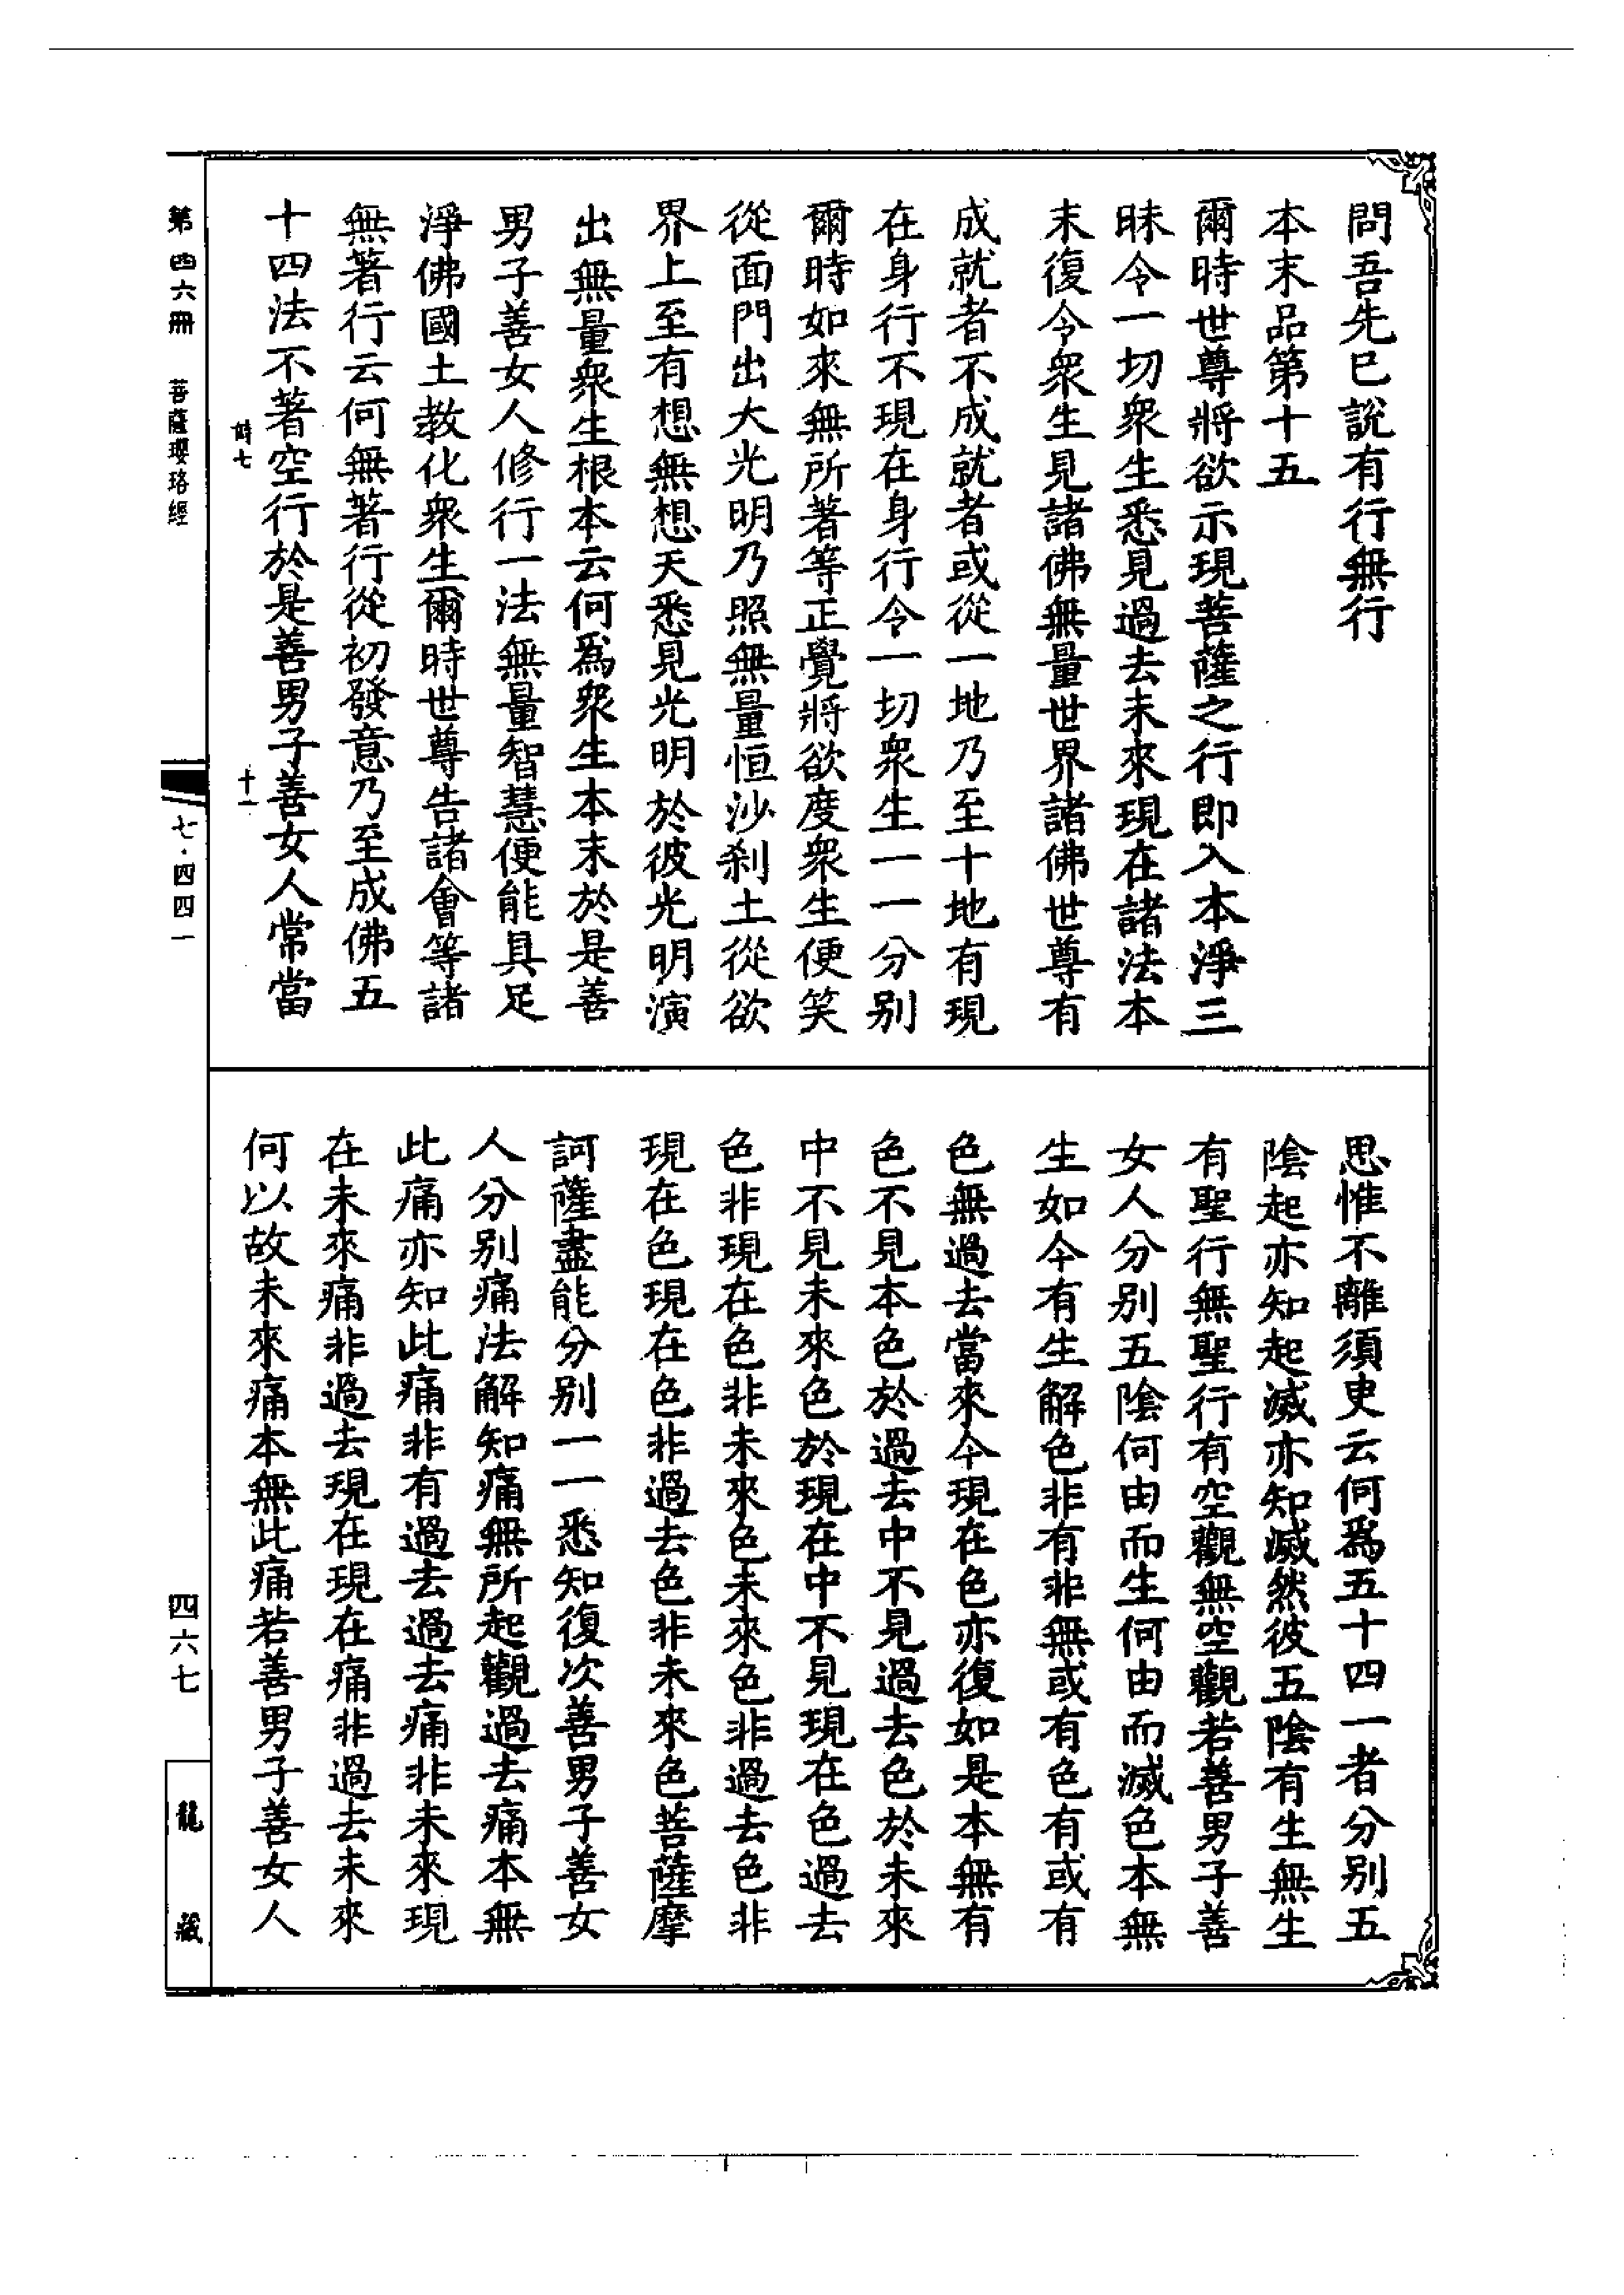 問吾先已說有行無行
本末品第十五
爾時世尊將欲示現菩薩之行即入本淨三
昧令一切衆生悉見過去未來現在諸法本
末復令衆生見諸佛無量世界諸佛世尊有
成就者不成就者或從一地乃至十地有現
在身行不現在身行令一切衆生一一分别
爾時如來無所著等正覺將欲度衆生便笑
從面門出大光明乃照無量恒沙刹土從欲
界上至有想無想天悉見光明於彼光明演
出無量衆生根本云何爲衆生本末於是善
男子善女人修行一法無量智慧便能具足
淨佛國土教化衆生爾時世尊告諸會等諸
無著行云何無著行從初發意乃至成佛五
十四法不著空行於是善男子善女人常當
思惟不離須臾云何爲五十四一者分别五
陰起亦知起滅亦知滅然彼五陰有生無生
有聖行無聖行有空觀無空觀若善男子善
女人分别五陰何由而生何由而滅色本無
生如今有生解色非有非無或有色有或有
色無過去當來今現在色亦復如是本無有
色不見本色於過去中不見過去色於未來
中不見未來色於現在中不見現在色過去
色非現在色非未來色未來色非過去色非
現在色現在色非過去色非未來色菩薩摩
訶薩盡能分别一一悉知復次善男子善女
人分别痛法解知痛無所起觀過去痛本無
此痛亦知此痛非有過去過去痛非未來現
在未來痛非過去現在現在痛非過去未來
何以故未來痛本無此痛若善男子善女人
第四六冊 菩薩瓔珞經
七·四四一
四六七
龍藏
十一